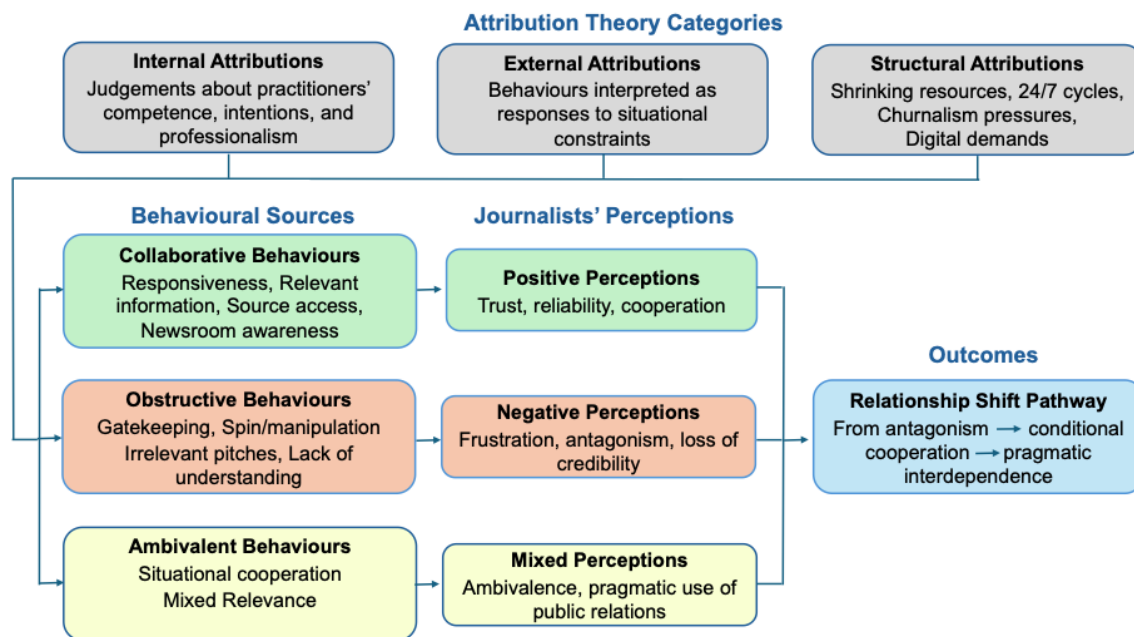 Attribution Theory Categories
Internal Attributions
Judgements about practitioners’
competence, intentions, and
professionalism
External Attributions
Behaviours interpreted as
responses to situational
constraints
Structural Attributions
Shrinking resources, 24/7 cycles,
Churnalism pressures,
Digital demands
Behavioural Sources
Journalists’ Perceptions
Collaborative Behaviours
Responsiveness, Relevant
information, Source access,
Newsroom awareness
Positive Perceptions
Trust, reliability, cooperation
Obstructive Behaviours
Gatekeeping, Spin/manipulation
Irrelevant pitches, Lack of
understanding
Negative Perceptions
Frustration, antagonism, loss of
credibility
Outcomes
Relationship Shift Pathway
From antagonism → conditional
cooperation → pragmatic
interdependence
Ambivalent Behaviours
Situational cooperation
Mixed Relevance
Mixed Perceptions
Ambivalence, pragmatic use of
public relations